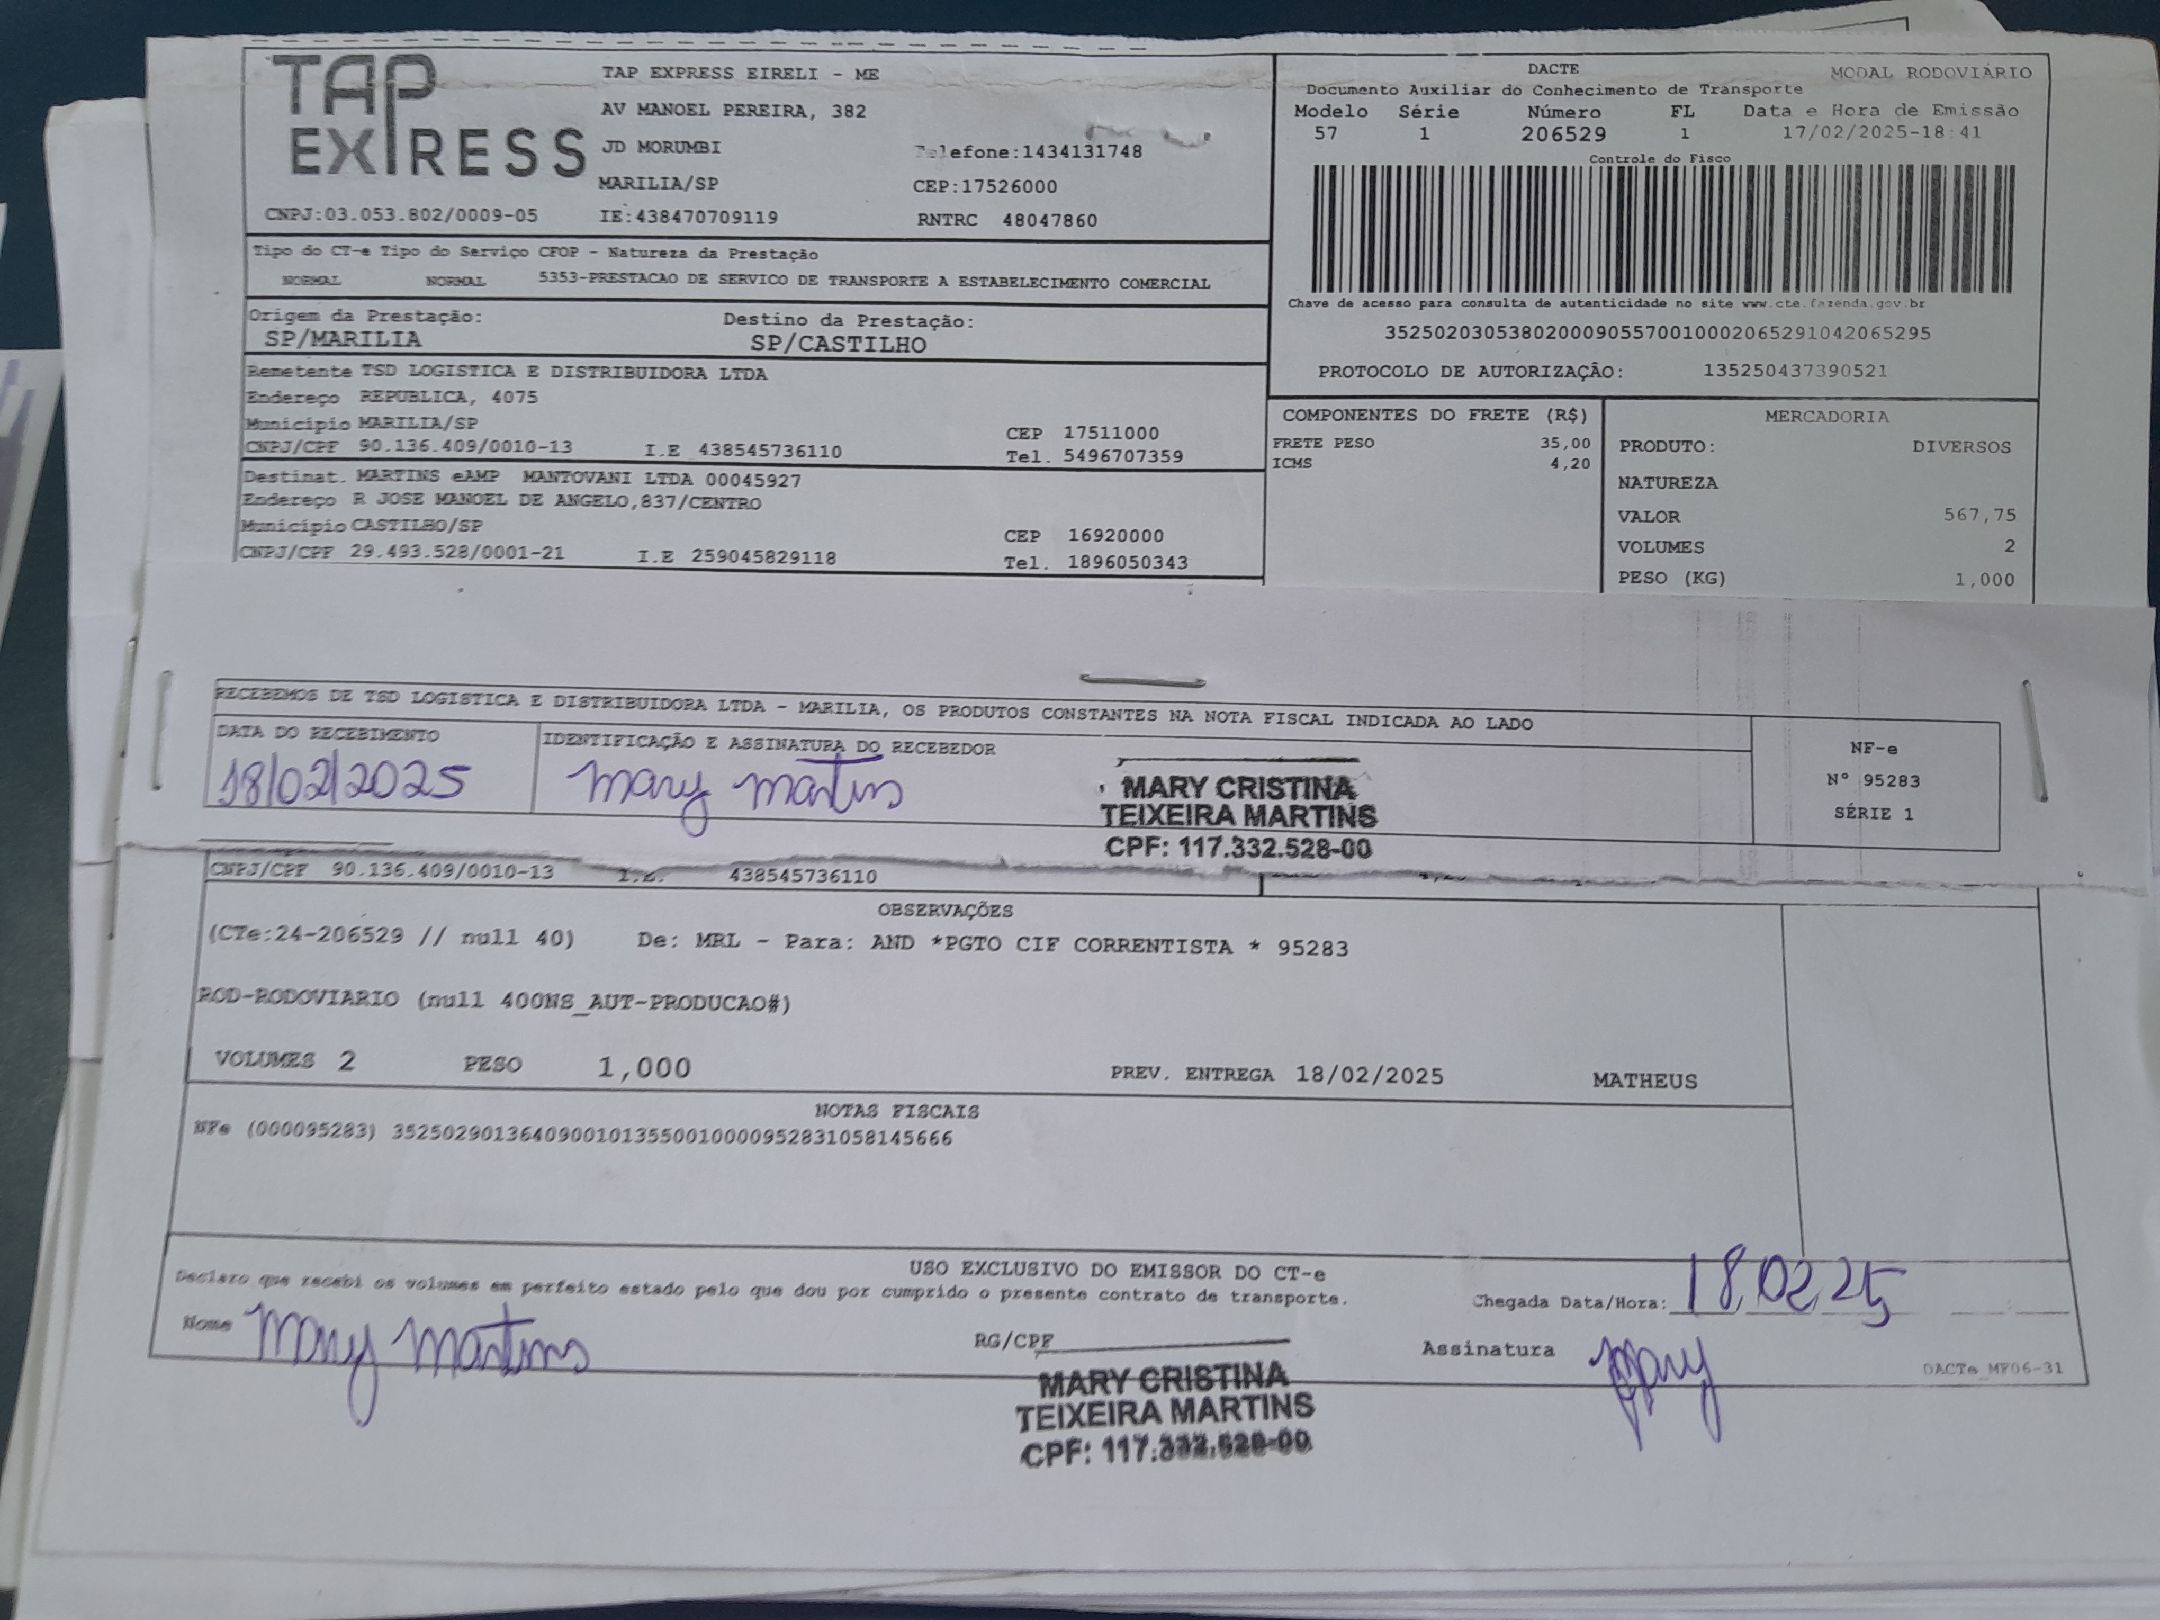 TAP EXPRESS
TAP EXPRESS EIRELI - ME
AV MANOEL PEREIRA, 382
JD MORUMBI Telefone:1434131748
MARILIA/SP CEP:17526000
CNPJ:03.053.802/0009-05 IE:438470709119 RNTRC 48047860
DACTE MODAL RODOVIÁRIO
Documento Auxiliar do Conhecimento de Transporte
Modelo Série Número FL Data e Hora de Emissão
57 1 206529 1 17/02/2025-18:41
Controle do Fisco
Chave de acesso para consulta de autenticidade no site www.cte.fazenda.gov.br
35250203053802000905570010002065291042065295
PROTOCOLO DE AUTORIZAÇÃO: 135250437390521
Tipo do CT-e Tipo do Serviço CFOP - Natureza da Prestação
NORMAL NORMAL 5353-PRESTACAO DE SERVICO DE TRANSPORTE A ESTABELECIMENTO COMERCIAL
Origem da Prestação: Destino da Prestação:
SP/MARILIA SP/CASTILHO
Remetente TSD LOGISTICA E DISTRIBUIDORA LTDA
Endereço REPUBLICA, 4075
Município MARILIA/SP CEP 17511000
CNPJ/CPF 90.136.409/0010-13 I.E 438545736110 Tel. 5496707359
Destinat. MARTINS eAMP MANTOVANI LTDA 00045927
Endereço R JOSE MANOEL DE ANGELO,837/CENTRO
Município CASTILHO/SP CEP 16920000
CNPJ/CPF 29.493.528/0001-21 I.E 259045829118 Tel. 1896050343
COMPONENTES DO FRETE (R$)
FRETE PESO 35,00
ICMS 4,20
MERCADORIA
PRODUTO: DIVERSOS
NATUREZA
VALOR 567,75
VOLUMES 2
PESO (KG) 1,000
RECEBEMOS DE TSD LOGISTICA E DISTRIBUIDORA LTDA - MARILIA, OS PRODUTOS CONSTANTES NA NOTA FISCAL INDICADA AO LADO
DATA DO RECEBIMENTO IDENTIFICAÇÃO E ASSINATURA DO RECEBEDOR
18/02/2025 Mary Martins
MARY CRISTINA
TEIXEIRA MARTINS
CPF: 117.332.528-00
NF-e
Nº 95283
SÉRIE 1
CNPJ/CPF 90.136.409/0010-13 I.E. 438545736110
OBSERVAÇÕES
(CTe:24-206529 // null 40) De: MRL - Para: AND *PGTO CIF CORRENTISTA * 95283
ROD-RODOVIARIO (null 400NS_AUT-PRODUCAO#)
VOLUMES 2 PESO 1,000 PREV. ENTREGA 18/02/2025 MATHEUS
NOTAS FISCAIS
NFe (000095283) 35250290136409001013550010000952831058145666
USO EXCLUSIVO DO EMISSOR DO CT-e
Declaro que recebi os volumes em perfeito estado pelo que dou por cumprido o presente contrato de transporte.
Chegada Data/Hora: 18,02,25
Nome Mary Martins RG/CPF Assinatura Mary
DACTe_MF06-31
MARY CRISTINA
TEIXEIRA MARTINS
CPF: 117.332.528-00